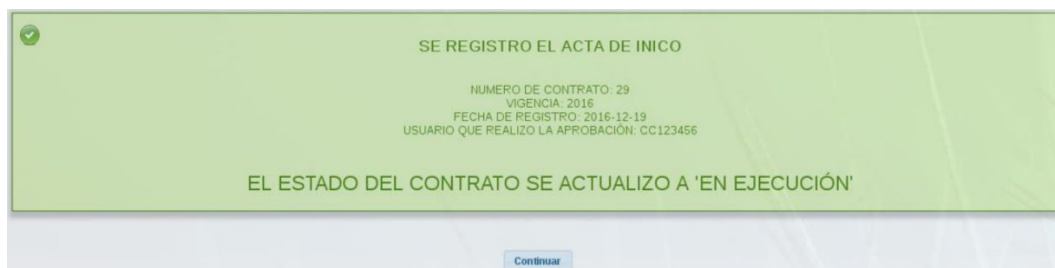 SE REGISTRO EL ACTA DE INICO
NUMERO DE CONTRATO: 29
VIGENCIA: 2016
FECHA DE REGISTRO: 2016-12-19
USUARIO QUE REALIZO LA APROBACIÓN: CC123456
EL ESTADO DEL CONTRATO SE ACTUALIZO A 'EN EJECUCIÓN'
Continuar